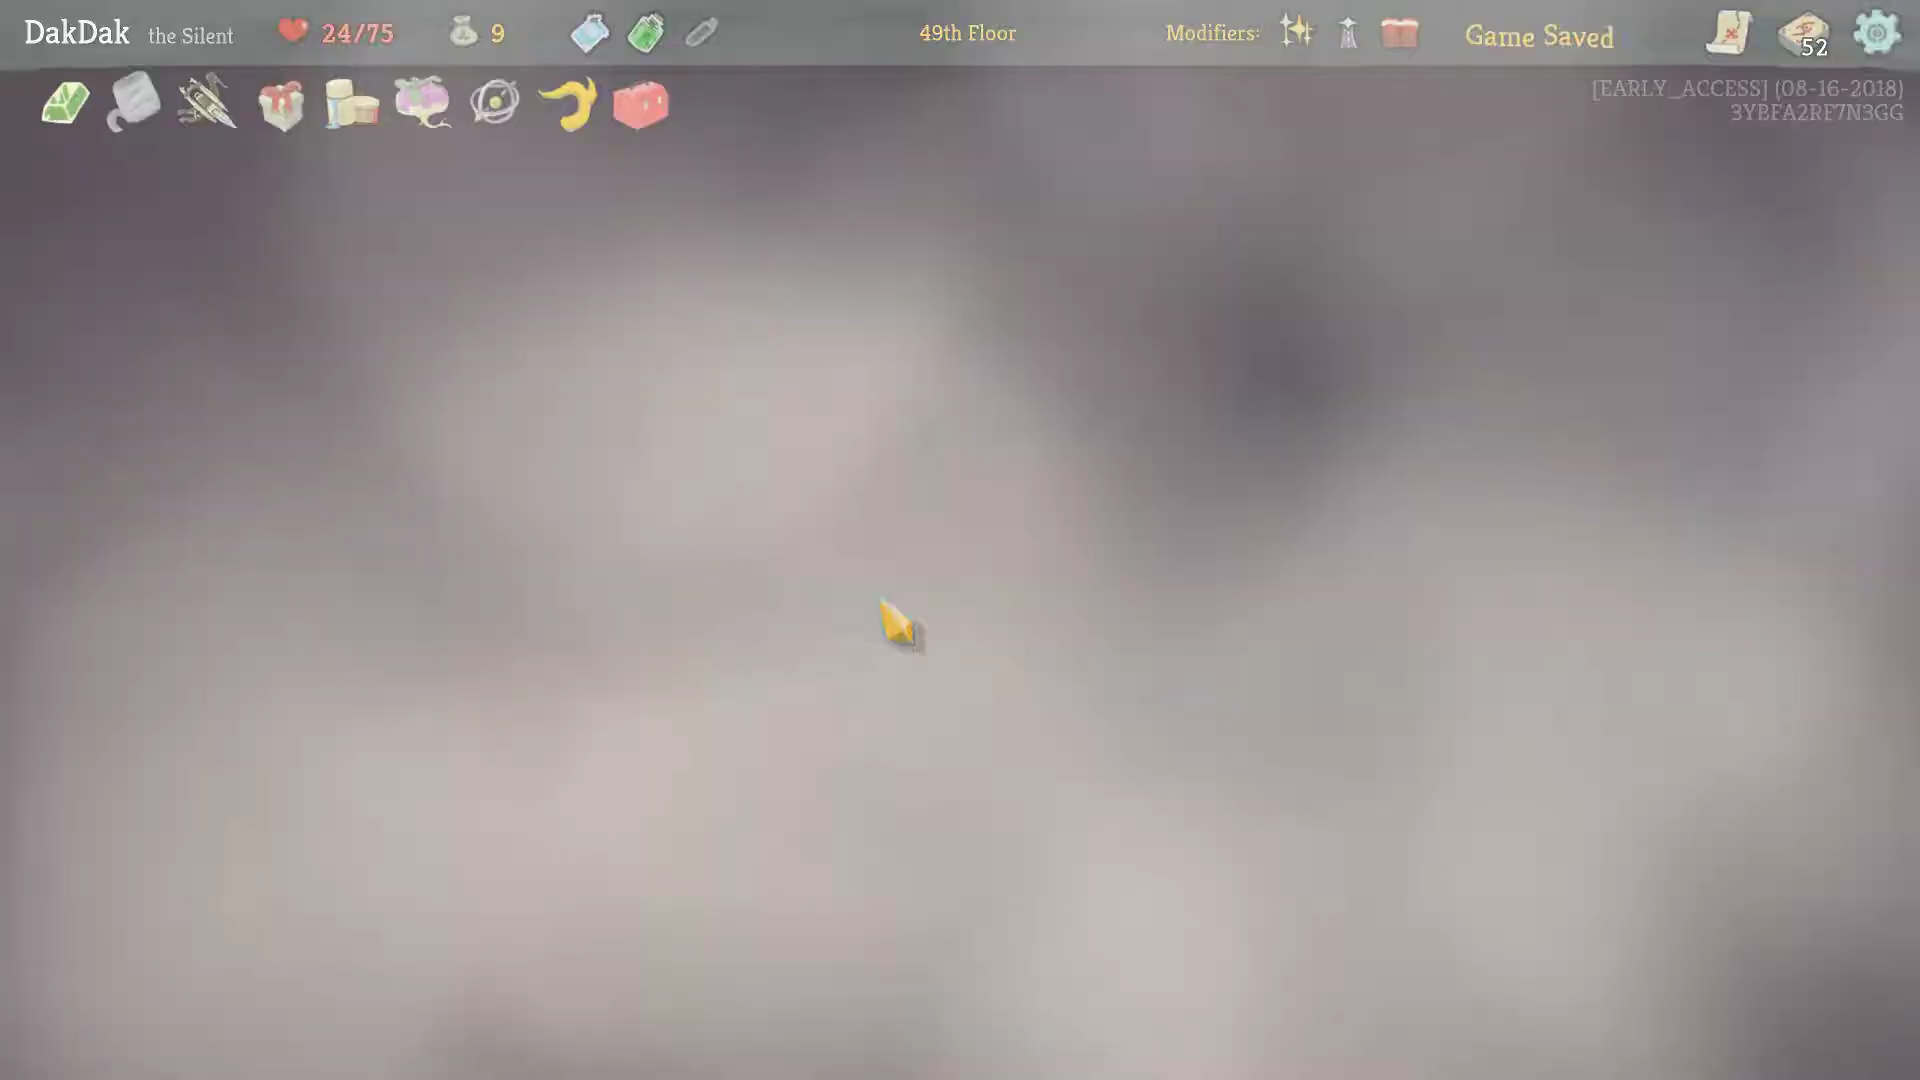 DakDak the Silent 24/75 9 49th Floor Modifiers: Game Saved 52
[EARLY_ACCESS] (08-16-2018)
3YBFA2RF7N3GG